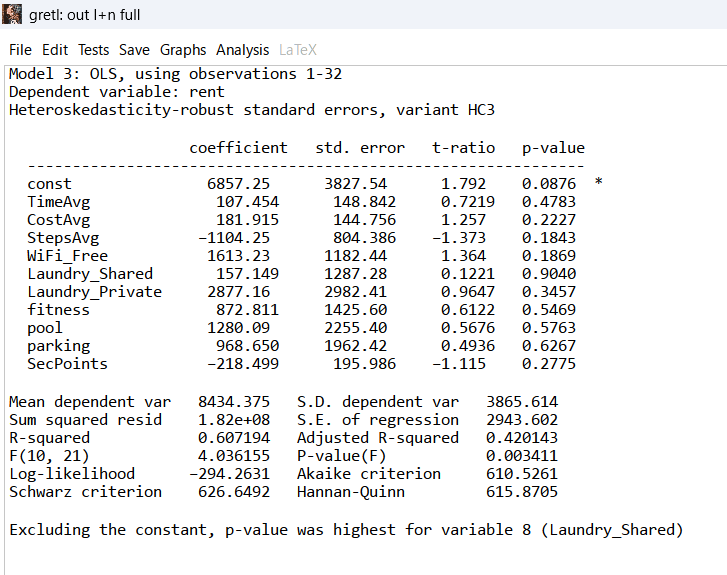 gretl: out l+n full
File Edit Tests Save Graphs Analysis LaTeX
Model 3: OLS, using observations 1-32
Dependent variable: rent
Heteroskedasticity-robust standard errors, variant HC3
coefficient std. error t-ratio p-value
---------------------------------------------------------------
const 6857.25 3827.54 1.792 0.0876 *
TimeAvg 107.454 148.842 0.7219 0.4783
CostAvg 181.915 144.756 1.257 0.2227
StepsAvg −1104.25 804.386 −1.373 0.1843
WiFi_Free 1613.23 1182.44 1.364 0.1869
Laundry_Shared 157.149 1287.28 0.1221 0.9040
Laundry_Private 2877.16 2982.41 0.9647 0.3457
fitness 872.811 1425.60 0.6122 0.5469
pool 1280.09 2255.40 0.5676 0.5763
parking 968.650 1962.42 0.4936 0.6267
SecPoints −218.499 195.986 −1.115 0.2775
Mean dependent var 8434.375 S.D. dependent var 3865.614
Sum squared resid 1.82e+08 S.E. of regression 2943.602
R-squared 0.607194 Adjusted R-squared 0.420143
F(10, 21) 4.036155 P-value(F) 0.003411
Log-likelihood −294.2631 Akaike criterion 610.5261
Schwarz criterion 626.6492 Hannan-Quinn 615.8705
Excluding the constant, p-value was highest for variable 8 (Laundry_Shared)